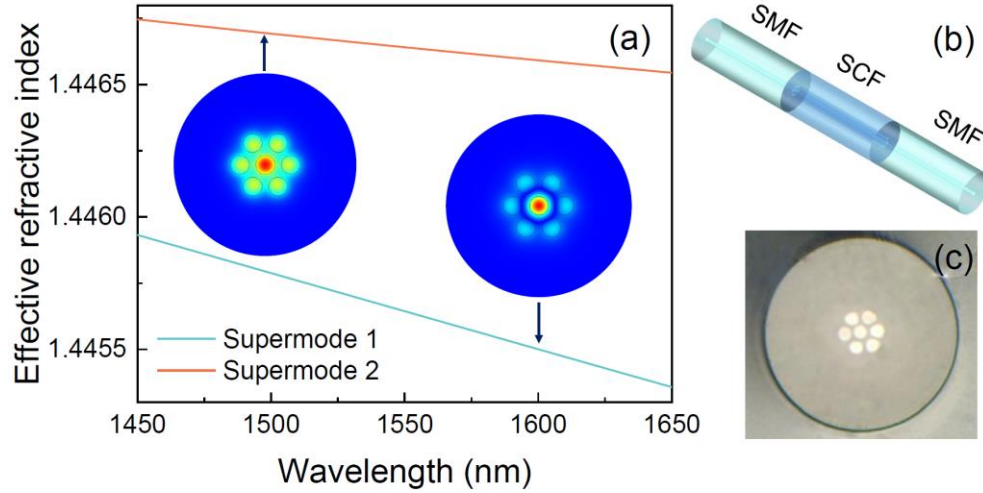 (a)
Effective refractive index
1.4465
1.4460
1.4455
Supermode 1
Supermode 2
1450 1500 1550 1600 1650
Wavelength (nm)
(b)
SMF
SCF
SMF
(c)